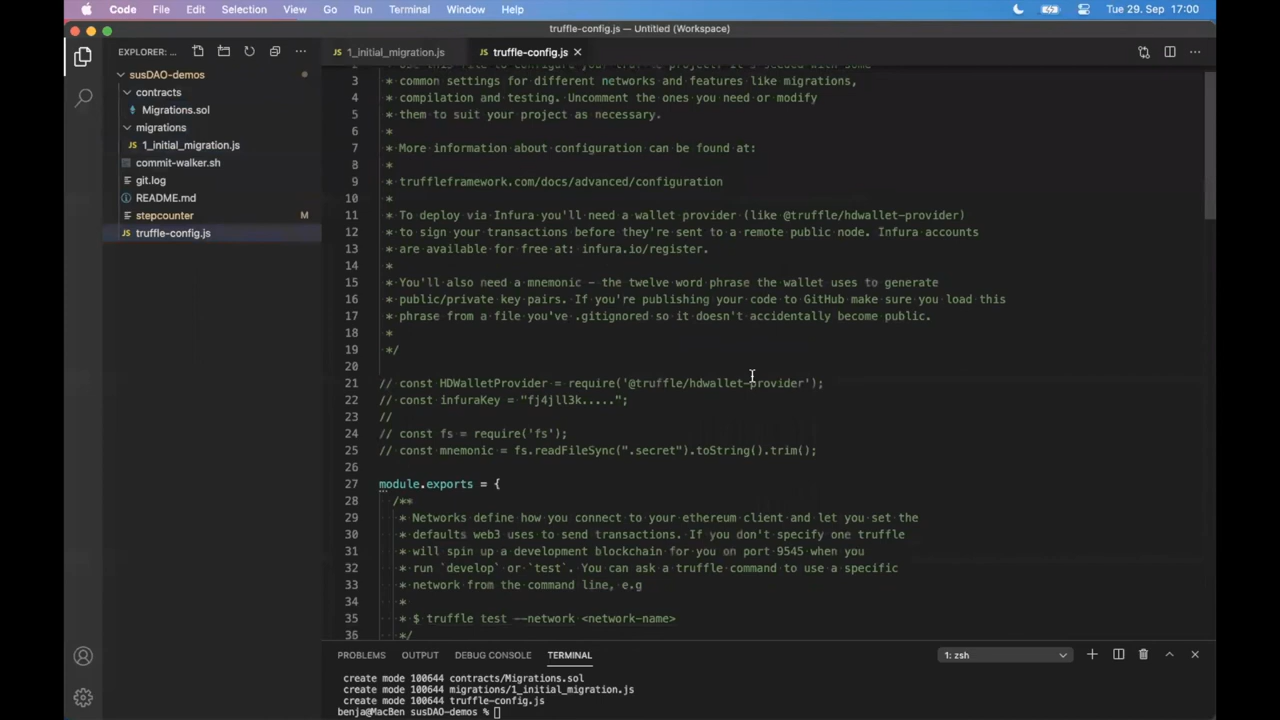 Code File Edit Selection View Go Run Terminal Window Help Tue 29. Sep 17:00
truffle-config.js — Untitled (Workspace)
EXPLORER: ...
susDAO-demos
contracts
Migrations.sol
migrations
1_initial_migration.js
commit-walker.sh
git.log
README.md
stepcounter M
truffle-config.js
1_initial_migration.js truffle-config.js
3 * common settings for different networks and features like migrations,
4 * compilation and testing. Uncomment the ones you need or modify
5 * them to suit your project as necessary.
6 *
7 * More information about configuration can be found at:
8 *
9 * truffleframework.com/docs/advanced/configuration
10 *
11 * To deploy via Infura you'll need a wallet provider (like @truffle/hdwallet-provider)
12 * to sign your transactions before they're sent to a remote public node. Infura accounts
13 * are available for free at: infura.io/register.
14 *
15 * You'll also need a mnemonic - the twelve word phrase the wallet uses to generate
16 * public/private key pairs. If you're publishing your code to GitHub make sure you load this
17 * phrase from a file you've .gitignored so it doesn't accidentally become public.
18 *
19 */
20
21 // const HDWalletProvider = require('@truffle/hdwallet-provider');
22 // const infuraKey = "fj4jll3k.....";
23 //
24 // const fs = require('fs');
25 // const mnemonic = fs.readFileSync(".secret").toString().trim();
26
27 module.exports = {
28 /**
29 * Networks define how you connect to your ethereum client and let you set the
30 * defaults web3 uses to send transactions. If you don't specify one truffle
31 * will spin up a development blockchain for you on port 9545 when you
32 * run `develop` or `test`. You can ask a truffle command to use a specific
33 * network from the command line, e.g
34 *
35 * $ truffle test --network <network-name>
36 */
PROBLEMS OUTPUT DEBUG CONSOLE TERMINAL 1: zsh
create mode 100644 contracts/Migrations.sol
create mode 100644 migrations/1_initial_migration.js
create mode 100644 truffle-config.js
benja@MacBen susDAO-demos %